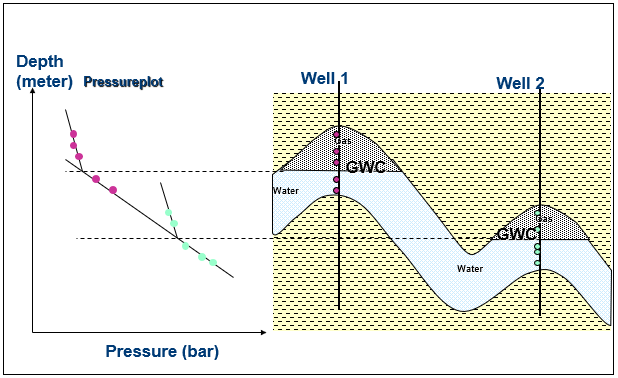 Depth
(meter)
Pressureplot
Well 1
Well 2
Gas
GWC
Water
Gas
GWC
Water
Pressure (bar)